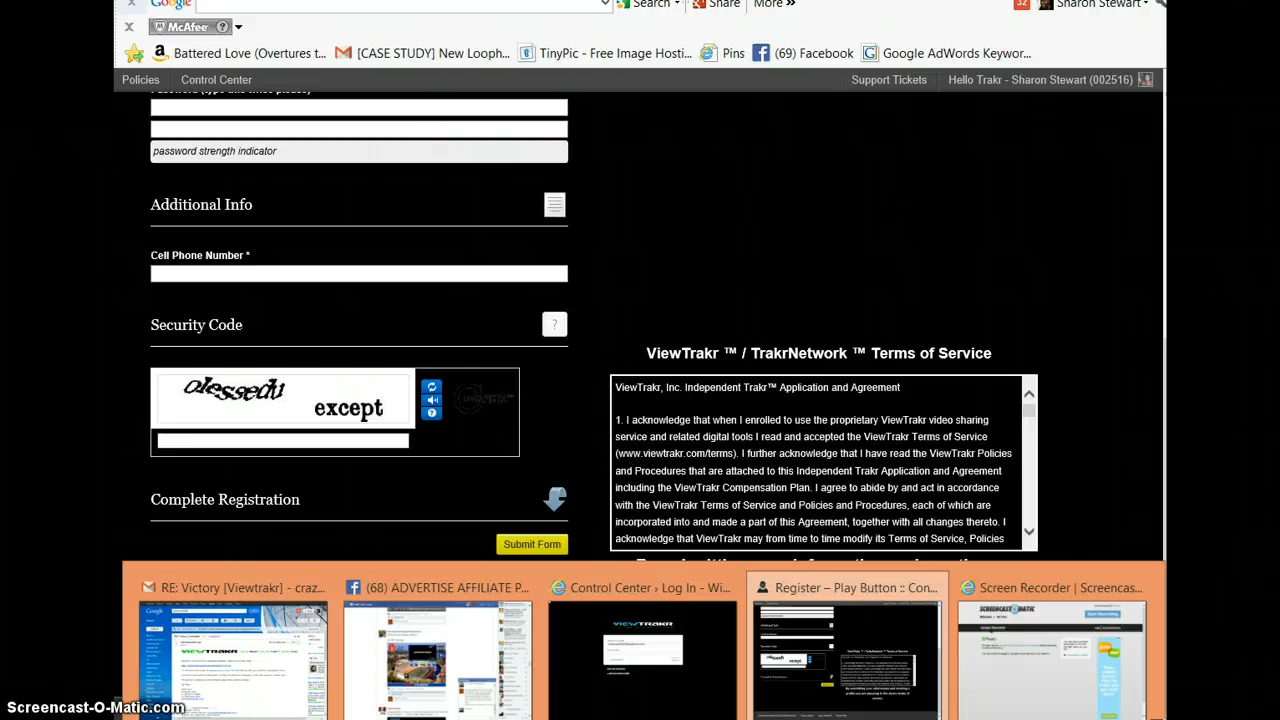 Google
Search
Share
More »
32
Sharon Stewart
x
McAfee
Battered Love (Overtures t...
[CASE STUDY] New Looph...
TinyPic - Free Image Hosti...
Pins
(69) Facebook
Google AdWords Keywor...
Policies
Control Center
Support Tickets
Hello Trakr - Sharon Stewart (002516)
password strength indicator
Additional Info
Cell Phone Number *
Security Code
?
except
Complete Registration
Submit Form
ViewTrakr ™ / TrakrNetwork ™ Terms of Service
ViewTrakr, Inc. Independent Trakr™ Application and Agreement
1. I acknowledge that when I enrolled to use the proprietary ViewTrakr video sharing
service and related digital tools I read and accepted the ViewTrakr Terms of Service
(www.viewtrakr.com/terms). I further acknowledge that I have read the ViewTrakr Policies
and Procedures that are attached to this Independent Trakr Application and Agreement
including the ViewTrakr Compensation Plan. I agree to abide by and act in accordance
with the ViewTrakr Terms of Service and Policies and Procedures, each of which are
incorporated into and made a part of this Agreement, together with all changes thereto. I
acknowledge that ViewTrakr may from time to time modify its Terms of Service, Policies
RE: Victory [Viewtrakr] - craz...
(68) ADVERTISE AFFILIATE P...
Control Center › Log In - Wi...
Register – Play Button :: Con...
Screen Recorder | Screencas...
VIEWTRAKR
except
SCREENCAST-O-MATIC
Screencast-O-Matic.com